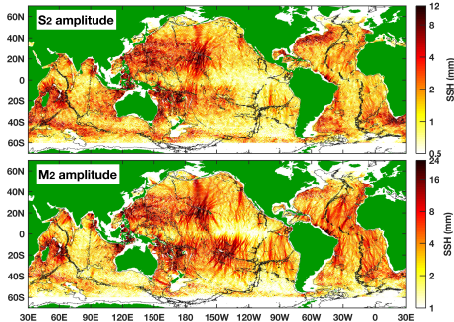 S2 amplitude
60N
40N
20N
0
20S
40S
60S
12
8
4
2
1
0.5
SSH (mm)
M2 amplitude
60N
40N
20N
0
20S
40S
60S
24
16
8
4
2
1
SSH (mm)
30E 60E 90E 120E 150E 180 150W 120W 90W 60W 30W 0 30E